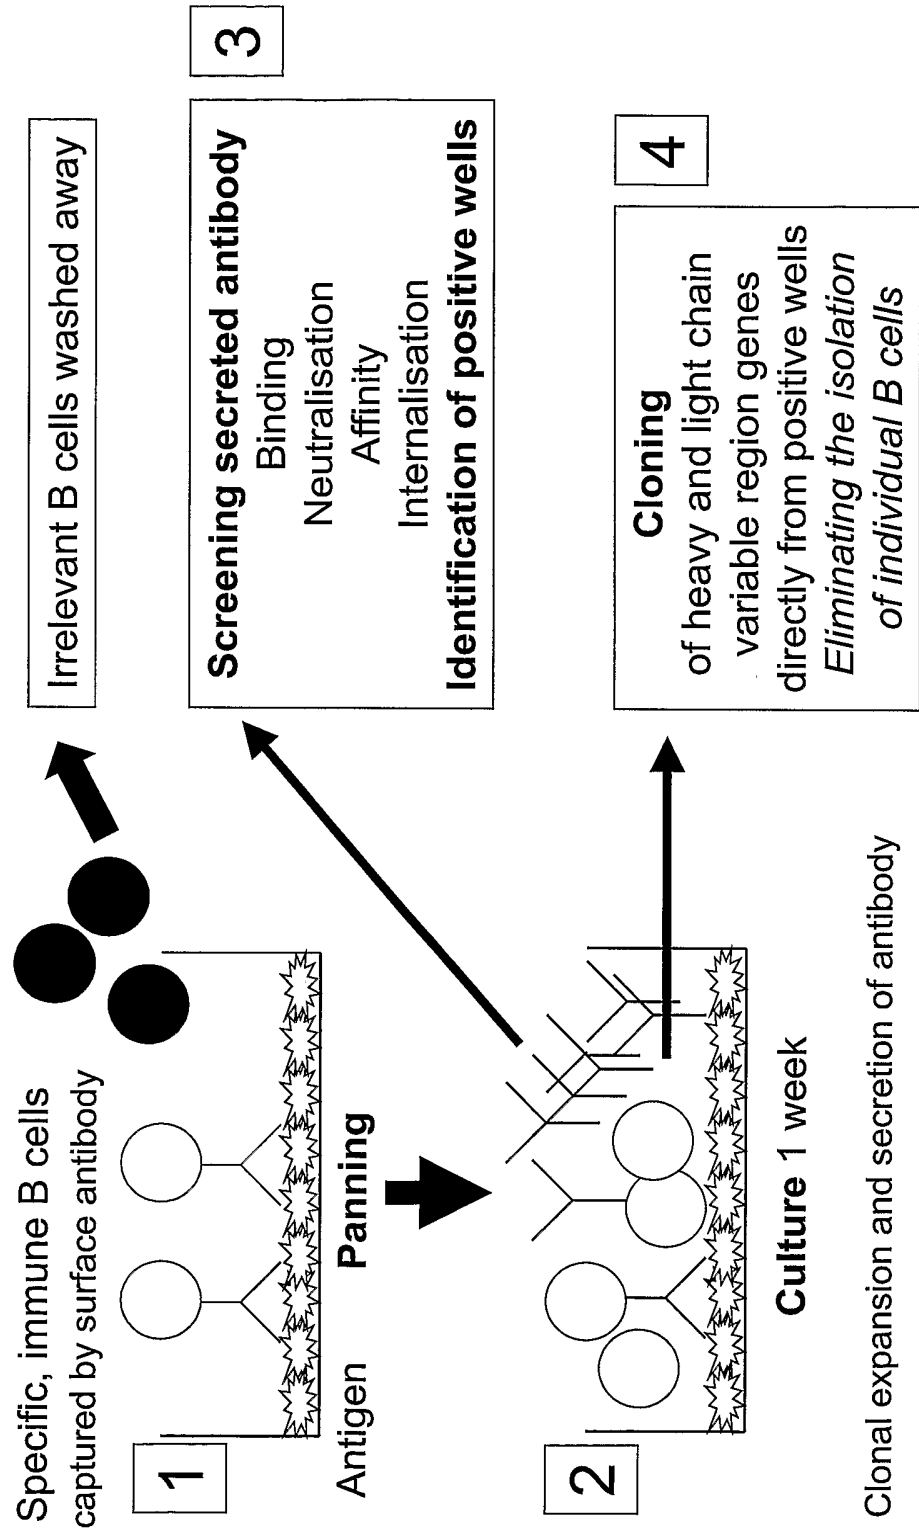 Specific, immune B cells
captured by surface antibody
1
Antigen
Panning
Irrelevant B cells washed away
2
Culture 1 week
Clonal expansion and secretion of antibody
3
Screening secreted antibody
Binding
Neutralisation
Affinity
Internalisation
Identification of positive wells
4
Cloning
of heavy and light chain
variable region genes
directly from positive wells
Eliminating the isolation
of individual B cells